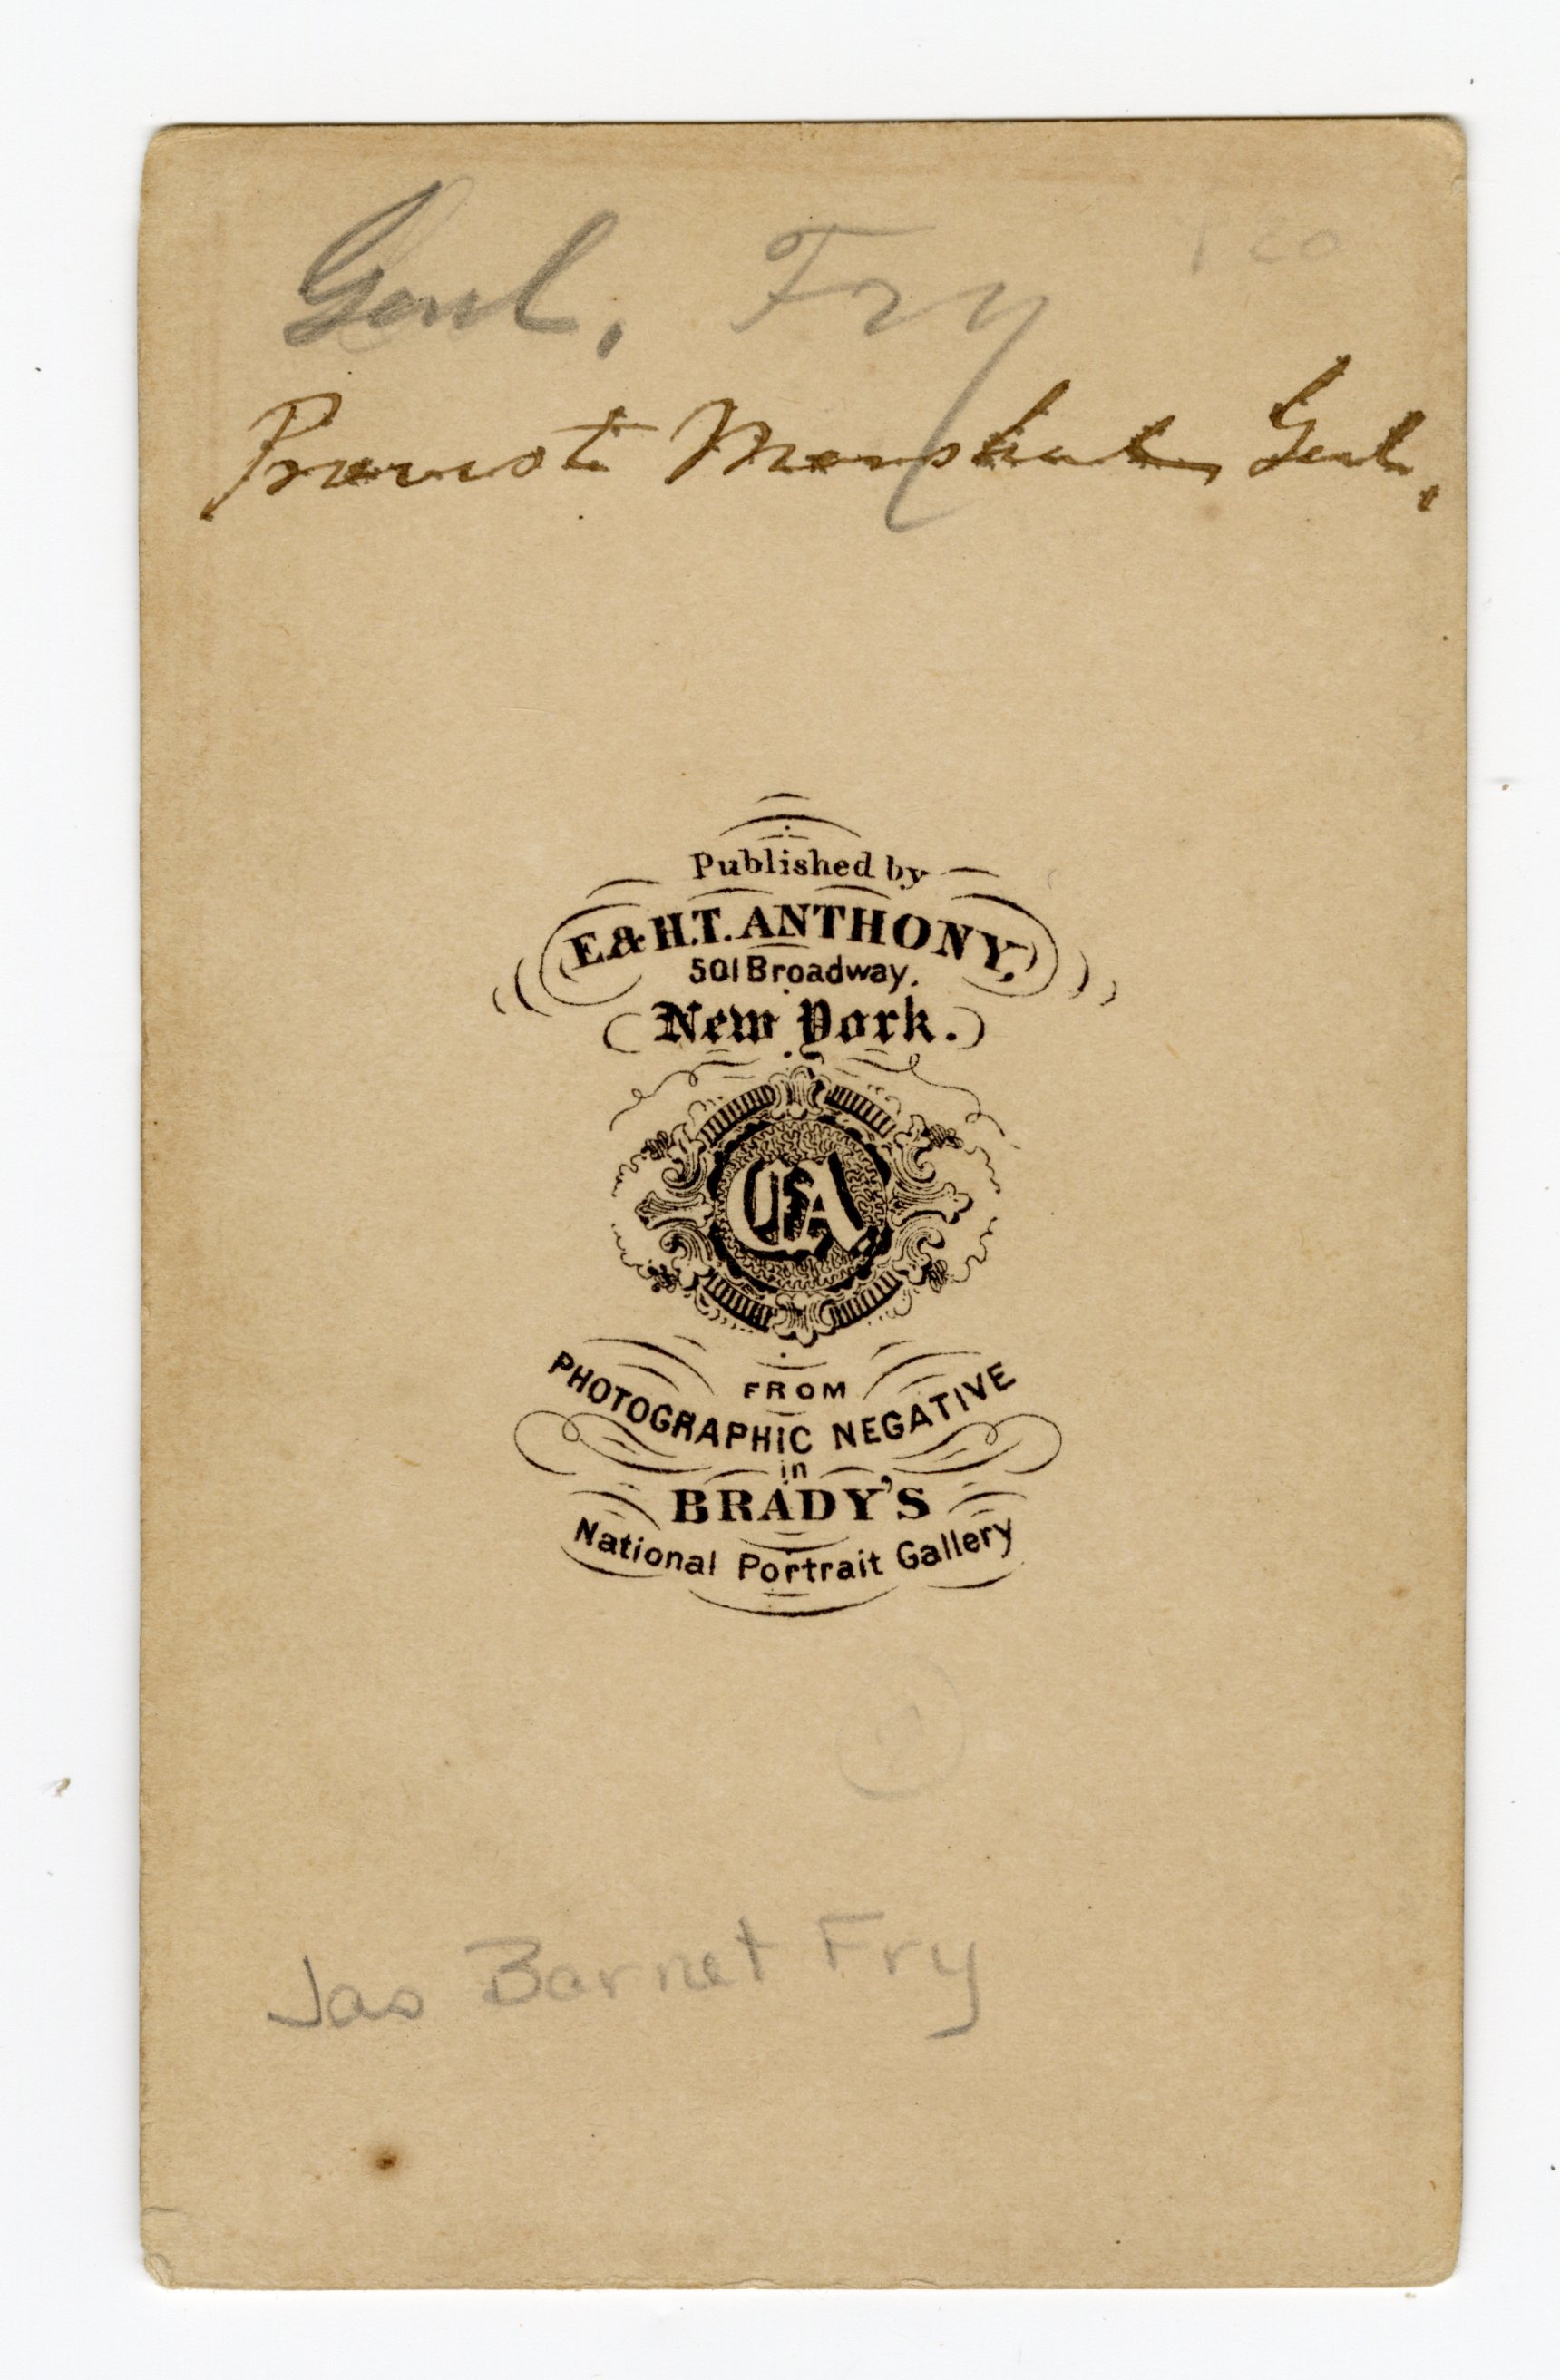 Genl. Fry
Provost Marshal, Genl.
Published by
E. & H.T. ANTHONY,
501 Broadway,
New York.
FROM
PHOTOGRAPHIC NEGATIVE
in
BRADY'S
National Portrait Gallery
Jas Barnet Fry